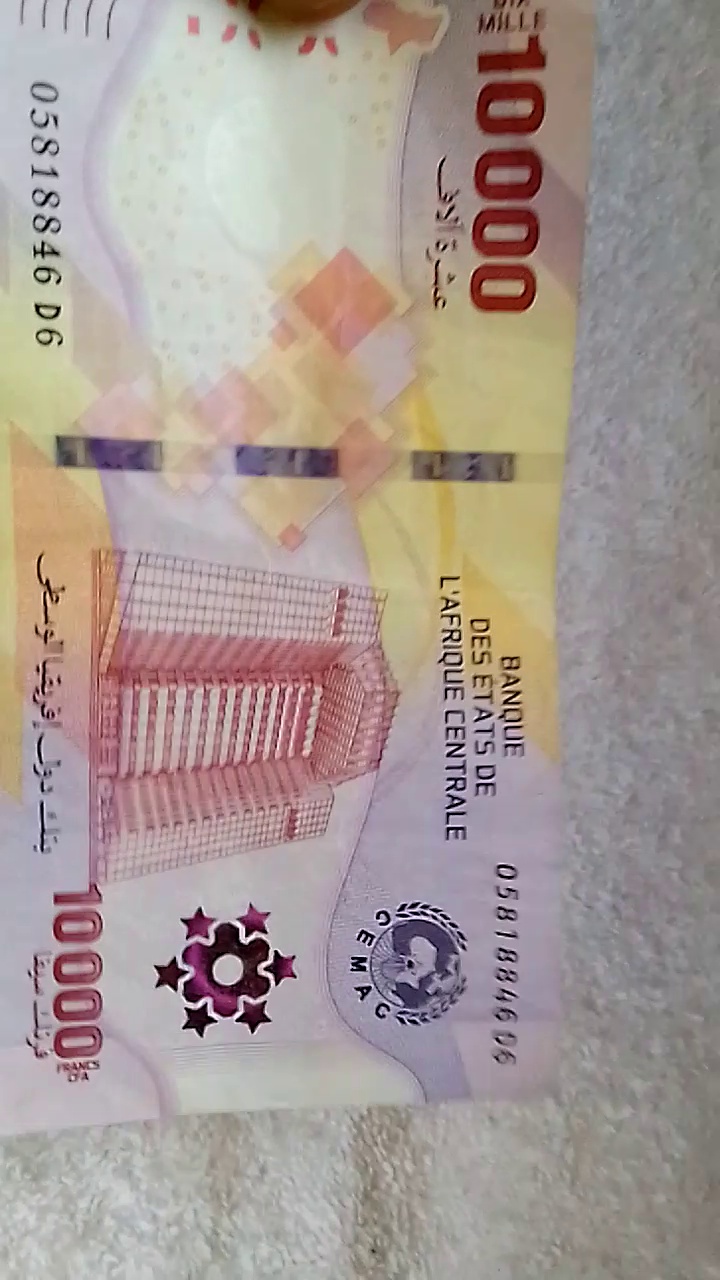 DIX
MILLE
10000
عشرة آلاف
05818846 D6
BANQUE
DES ÉTATS DE
L'AFRIQUE CENTRALE
05818846 D6
CEMAC
بنك دول إفريقيا الوسطى
10000
FRANCS
CFA
فرنك سيفا